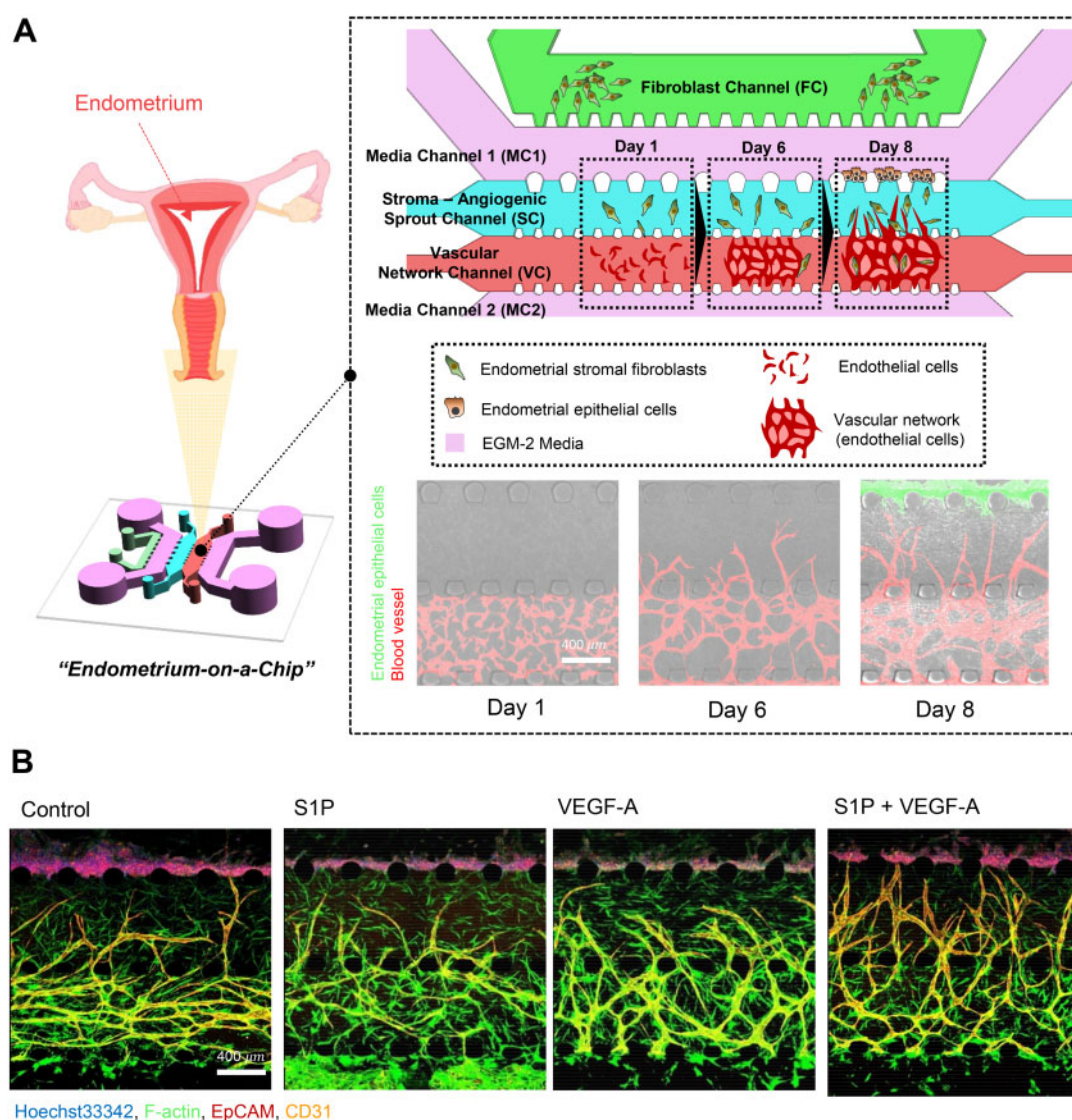 A
Endometrium
"Endometrium-on-a-Chip"
Fibroblast Channel (FC)
Media Channel 1 (MC1)
Day 1
Day 6
Day 8
Stroma – Angiogenic
Sprout Channel (SC)
Vascular
Network Channel (VC)
Media Channel 2 (MC2)
Endometrial stromal fibroblasts
Endothelial cells
Endometrial epithelial cells
Vascular network
(endothelial cells)
EGM-2 Media
Endometrial epithelial cells
Blood vessel
400 µm
Day 1
Day 6
Day 8
B
Control
S1P
VEGF-A
S1P + VEGF-A
400 µm
Hoechst33342, F-actin, EpCAM, CD31